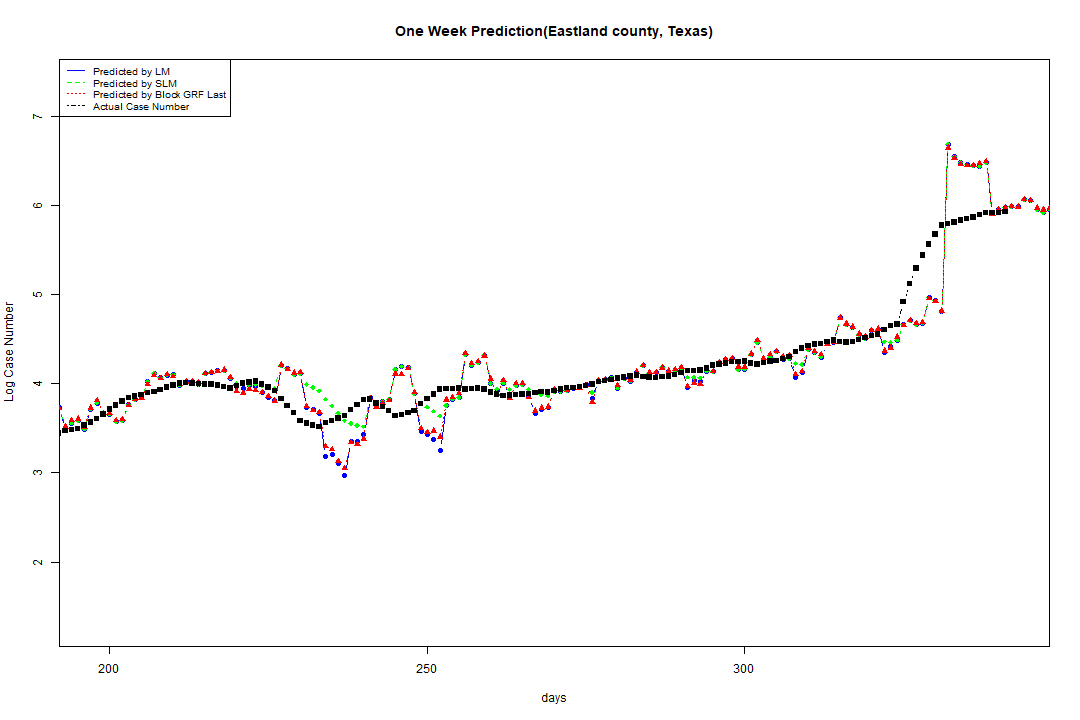 One Week Prediction(Eastland county, Texas)
Predicted by LM
Predicted by SLM
Predicted by Block GRF Last
Actual Case Number
7
6
5
4
3
2
Log Case Number
200
250
300
days